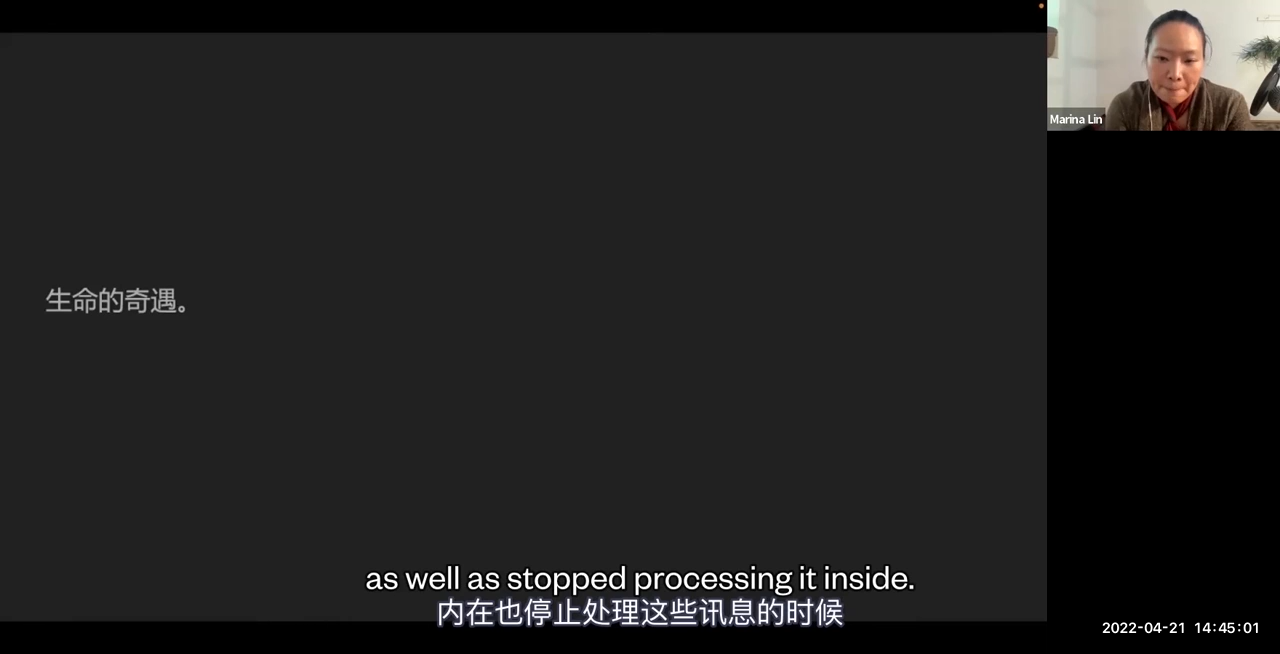 Marina Lin
生命的奇遇。
as well as stopped processing it inside.
内在也停止处理这些讯息的时候
2022-04-21 14:45:01